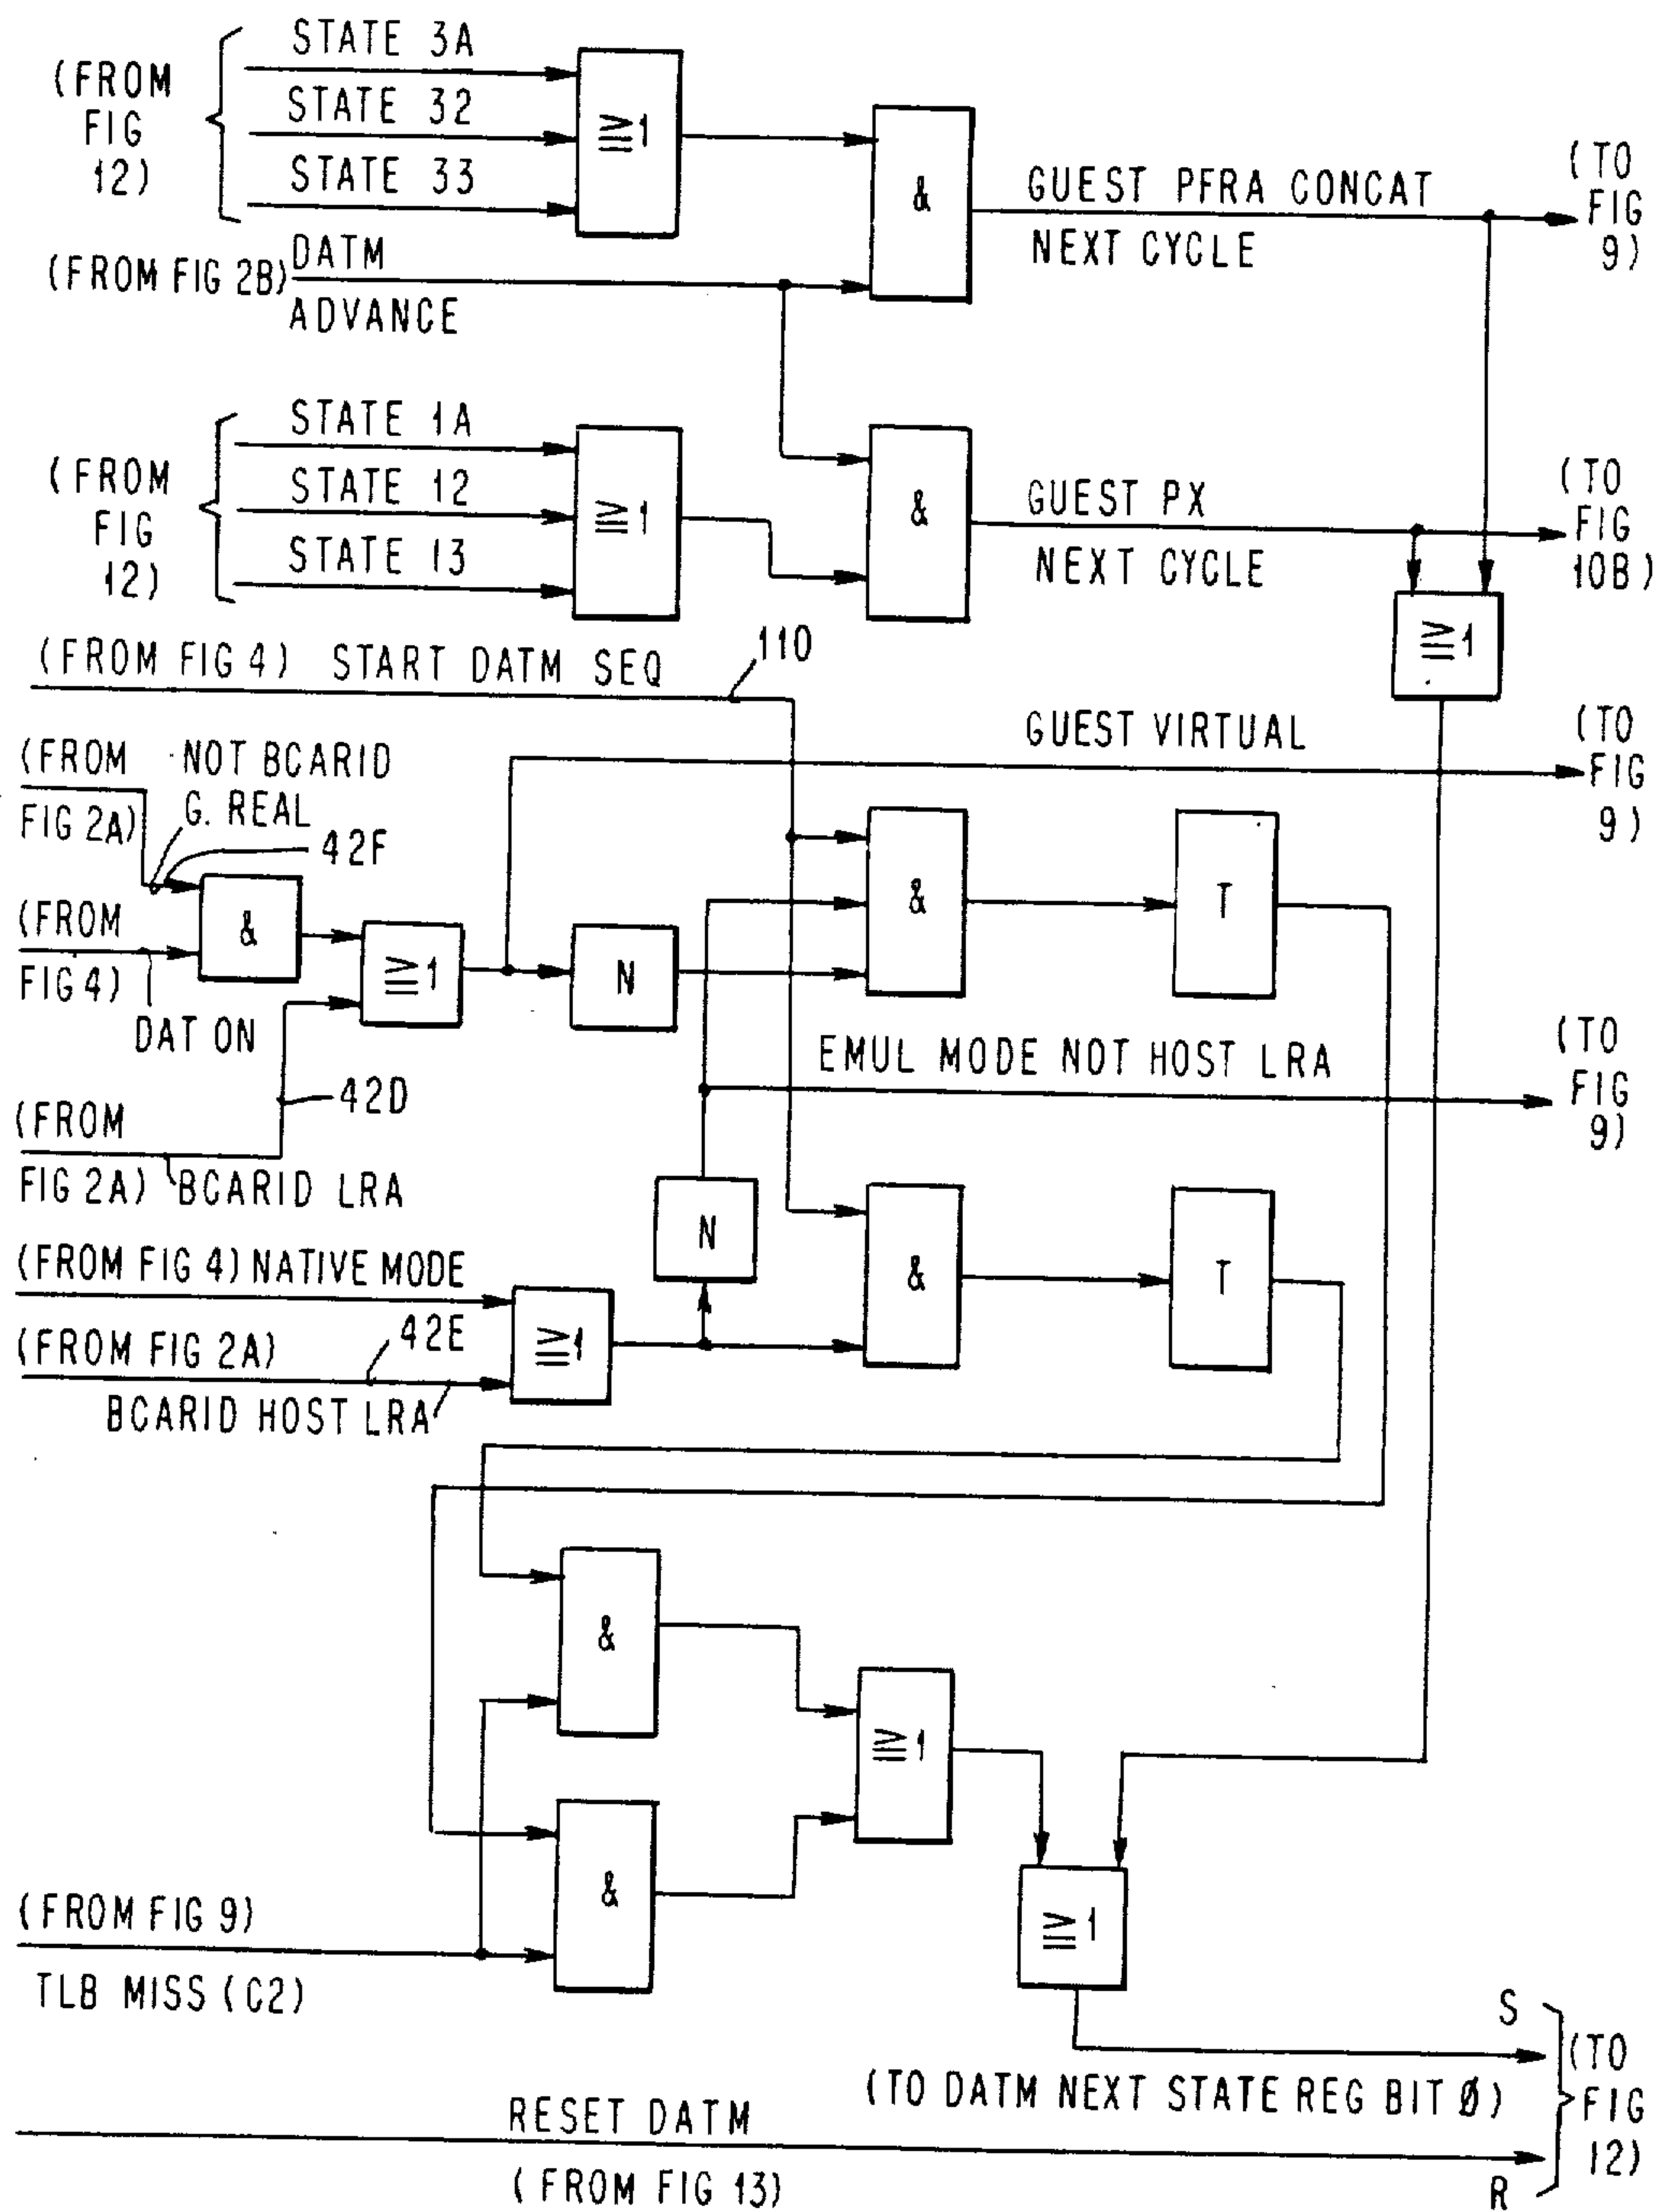 (FROM
FIG
12)
STATE 3A
STATE 32
STATE 33
≧1
(FROM FIG 2B)
DATM
ADVANCE
&
GUEST PFRA CONCAT
NEXT CYCLE
(TO
FIG
9)
(FROM
FIG
12)
STATE 1A
STATE 12
STATE 13
≧1
&
GUEST PX
NEXT CYCLE
(TO
FIG
10B)
≧1
(FROM FIG 4) START DATM SEQ
110
GUEST VIRTUAL
(TO
FIG
9)
(FROM
FIG 2A)
NOT BCARID
G. REAL
42F
(FROM
FIG 4)
DAT ON
&
≧1
N
&
T
EMUL MODE NOT HOST LRA
(TO
FIG
9)
42D
(FROM
FIG 2A) BCARID LRA
N
&
T
(FROM FIG 4) NATIVE MODE
(FROM FIG 2A)
42E
BCARID HOST LRA
≧1
&
≧1
&
≧1
(FROM FIG 9)
TLB MISS (C2)
S
(TO DATM NEXT STATE REG BIT Ø)
RESET DATM
(FROM FIG 13)
R
(TO
FIG
12)